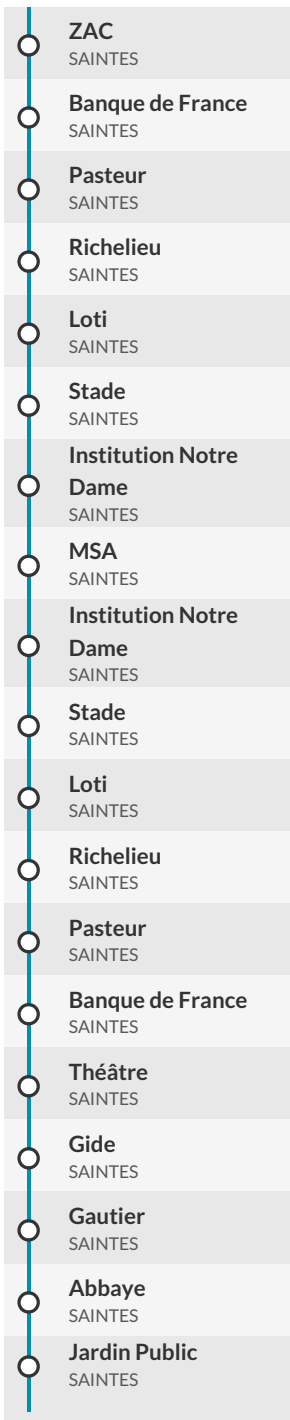 ZAC
SAINTES
Banque de France
SAINTES
Pasteur
SAINTES
Richelieu
SAINTES
Loti
SAINTES
Stade
SAINTES
Institution Notre
Dame
SAINTES
MSA
SAINTES
Institution Notre
Dame
SAINTES
Stade
SAINTES
Loti
SAINTES
Richelieu
SAINTES
Pasteur
SAINTES
Banque de France
SAINTES
Théâtre
SAINTES
Gide
SAINTES
Gautier
SAINTES
Abbaye
SAINTES
Jardin Public
SAINTES